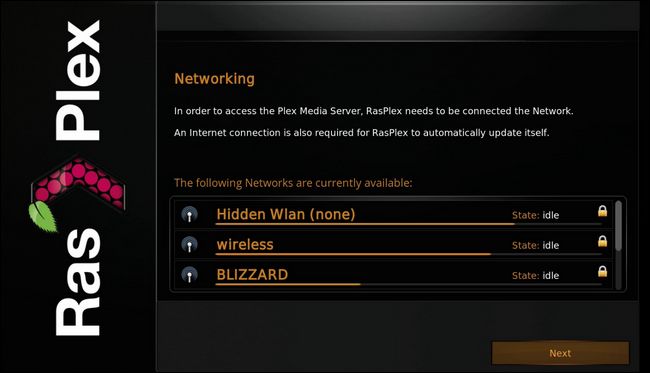 Ras Plex
Networking
In order to access the Plex Media Server, RasPlex needs to be connected the Network.
An Internet connection is also required for RasPlex to automatically update itself.
The following Networks are currently available:
Hidden Wlan (none) State: idle
wireless State: idle
BLIZZARD State: idle
Next